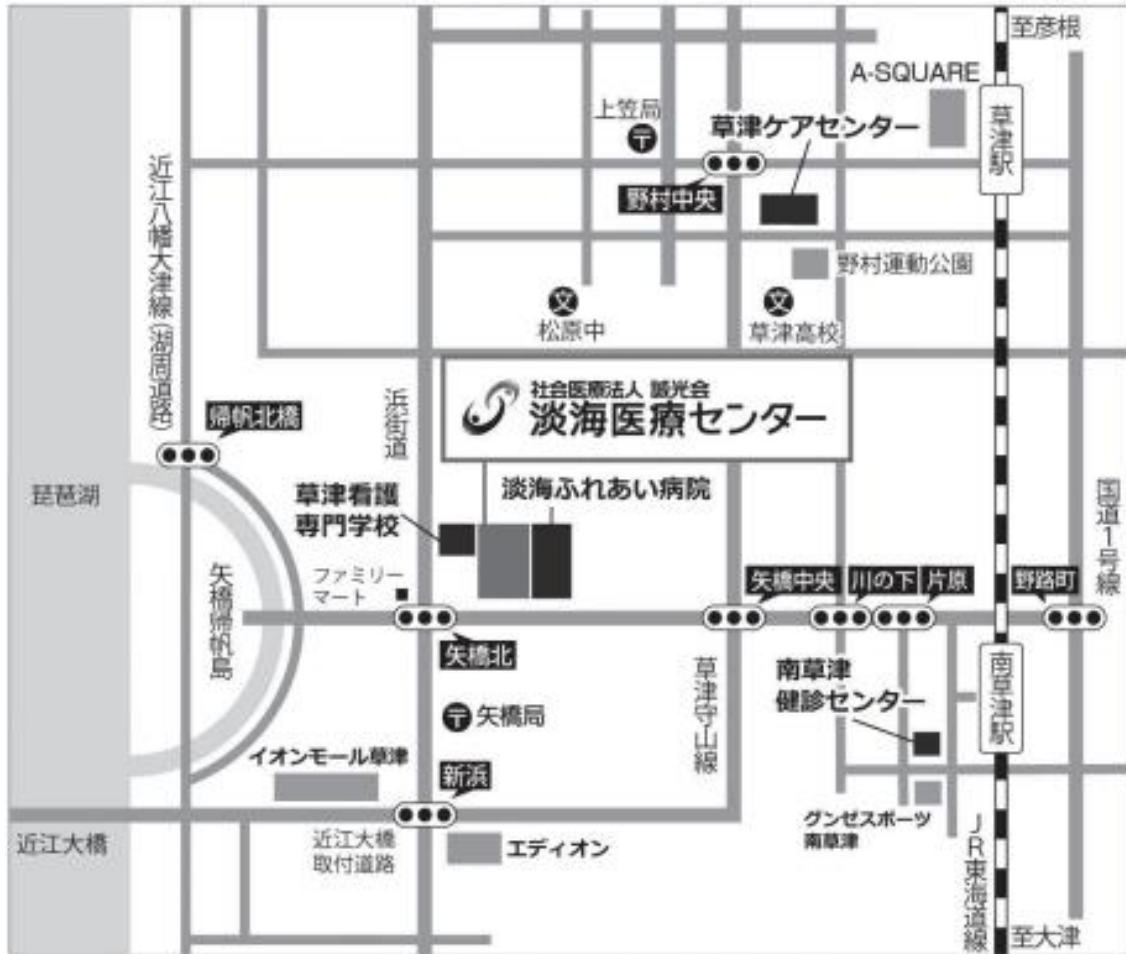 至彦根
A-SQUARE
草津駅
上笠局
草津ケアセンター
野村中央
近江八幡大津線(湖周道路)
野村運動公園
松原中
草津高校
浜街道
社会医療法人 誠光会
淡海医療センター
帰帆北橋
琵琶湖
草津看護
専門学校
淡海ふれあい病院
国道1号線
矢橋帰帆島
ファミリー
マート
矢橋中央
川の下
片原
野路町
矢橋北
草津守山線
南草津
健診センター
南草津駅
矢橋局
イオンモール草津
新浜
近江大橋
近江大橋
取付道路
エディオン
グンゼスポーツ
南草津
JR東海道線
至大津